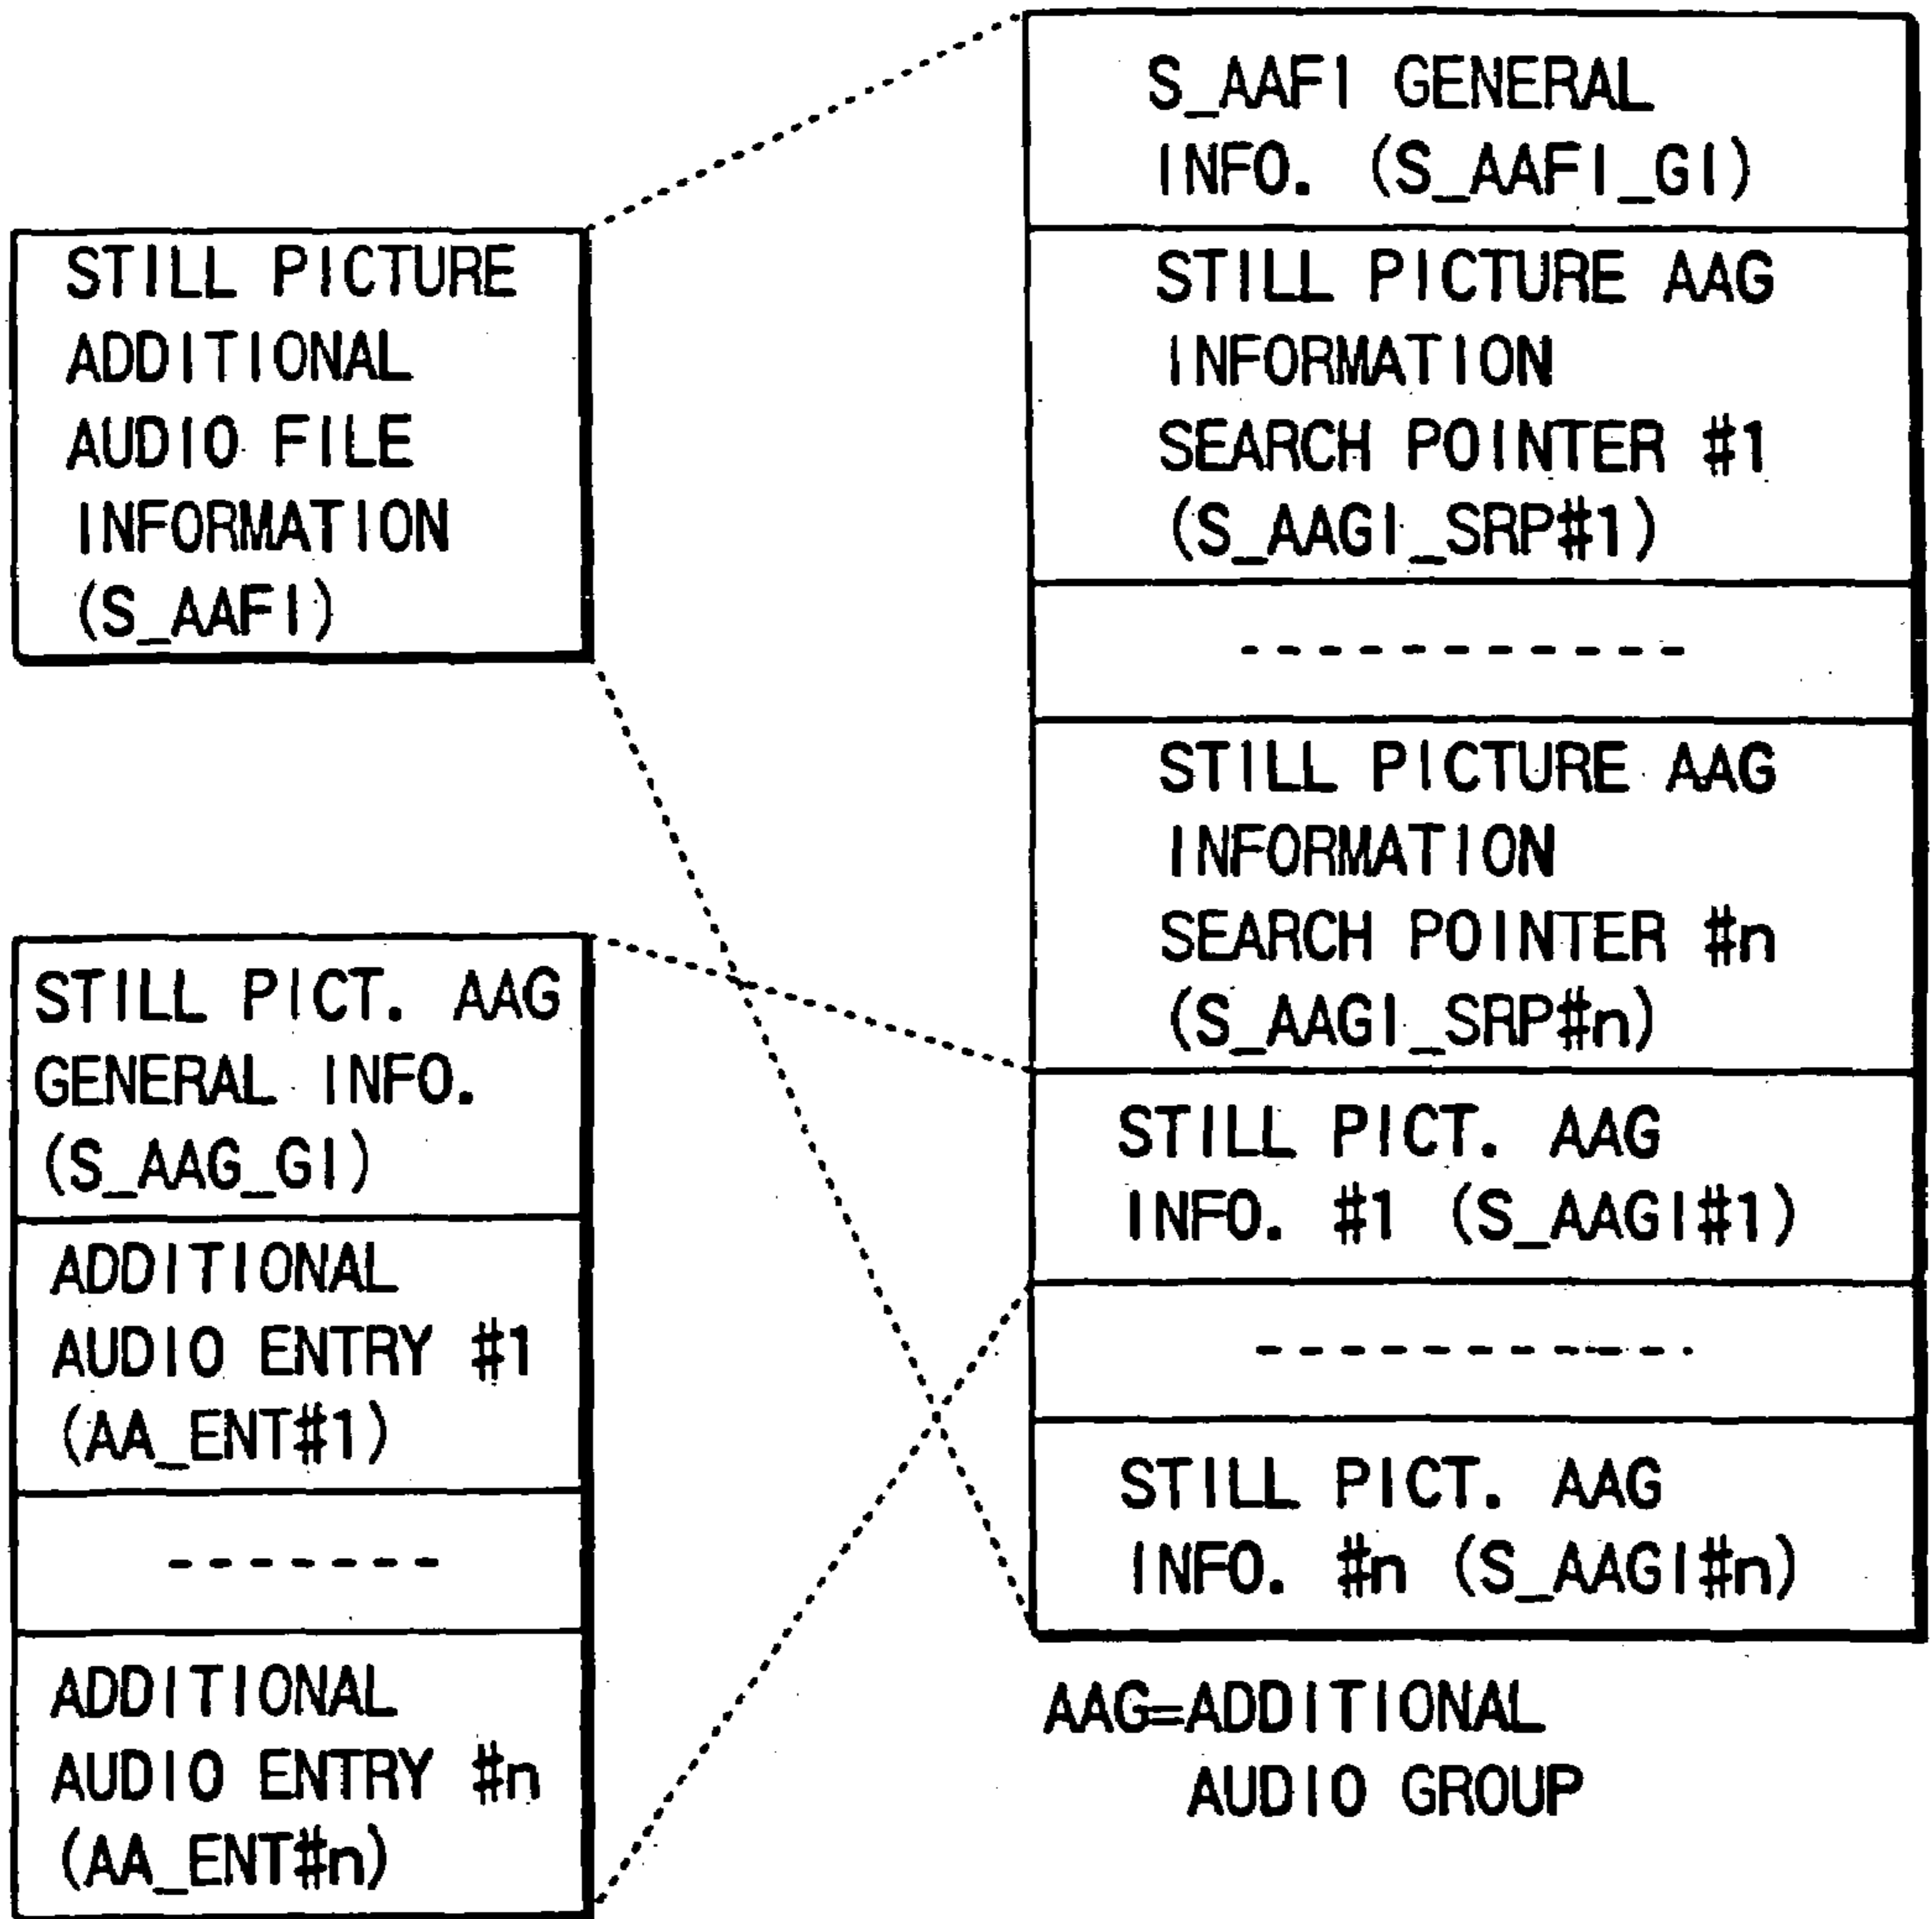 STILL PICTURE
ADDITIONAL
AUDIO FILE
INFORMATION
(S_AAFI)
S_AAFI GENERAL
INFO. (S_AAFI_GI)
STILL PICTURE AAG
INFORMATION
SEARCH POINTER #1
(S_AAGI_SRP#1)
STILL PICTURE AAG
INFORMATION
SEARCH POINTER #n
(S_AAGI_SRP#n)
STILL PICT. AAG
INFO. #1 (S_AAGI#1)
STILL PICT. AAG
INFO. #n (S_AAGI#n)
STILL PICT. AAG
GENERAL INFO.
(S_AAG_GI)
ADDITIONAL
AUDIO ENTRY #1
(AA_ENT#1)
ADDITIONAL
AUDIO ENTRY #n
(AA_ENT#n)
AAG=ADDITIONAL
AUDIO GROUP